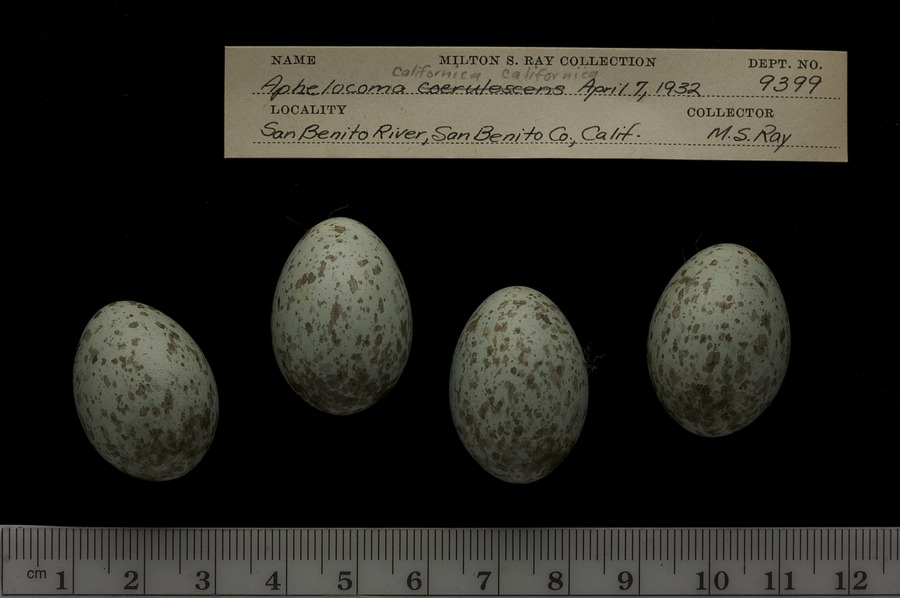 NAME MILTON S. RAY COLLECTION DEPT. NO.
californica californica
Aphelocoma coerulescens April 7, 1932 9399
LOCALITY COLLECTOR
San Benito River, San Benito Co., Calif. M.S. Ray
cm 1 2 3 4 5 6 7 8 9 10 11 12